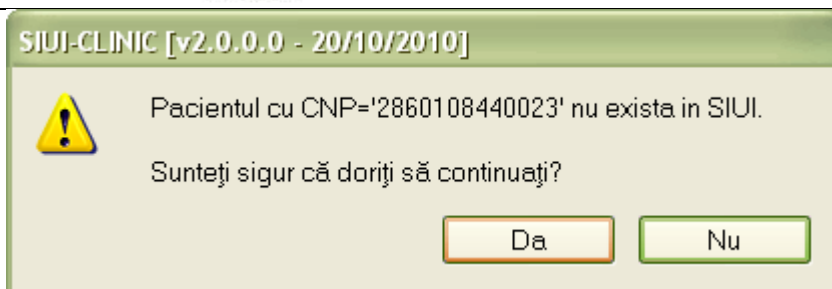 SIUI-CLINIC [v2.0.0.0 - 20/10/2010]
Pacientul cu CNP='2860108440023' nu exista in SIUI.
Sunteţi sigur că doriţi să continuaţi?
Da
Nu